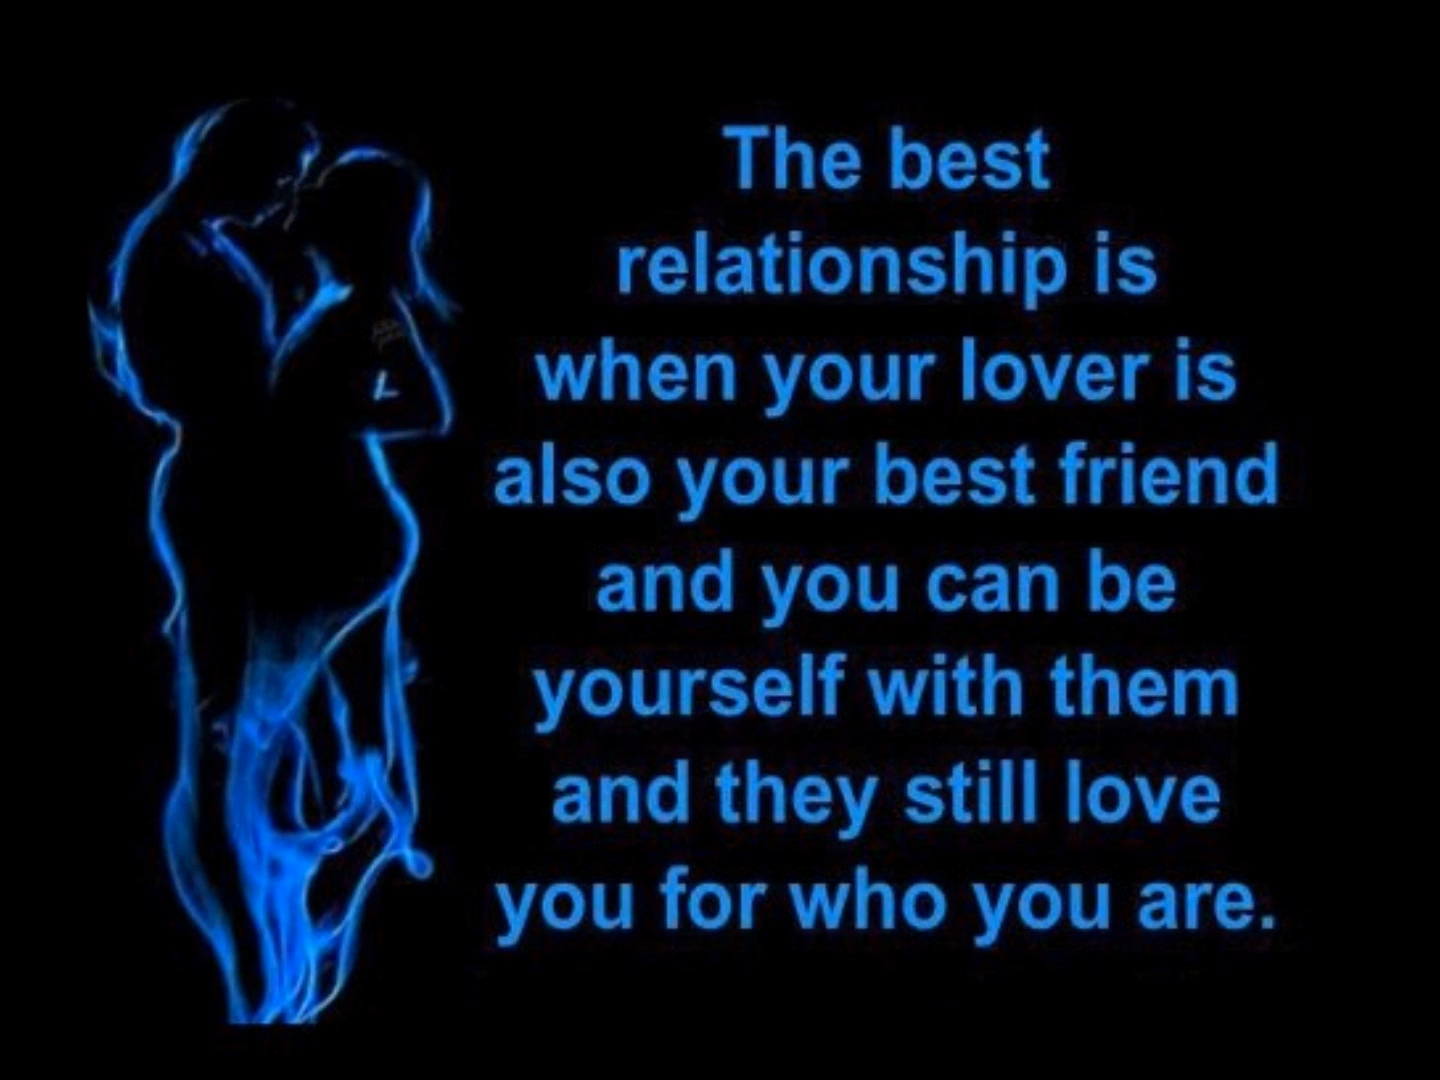 The best
relationship is
when your lover is
also your best friend
and you can be
yourself with them
and they still love
you for who you are.